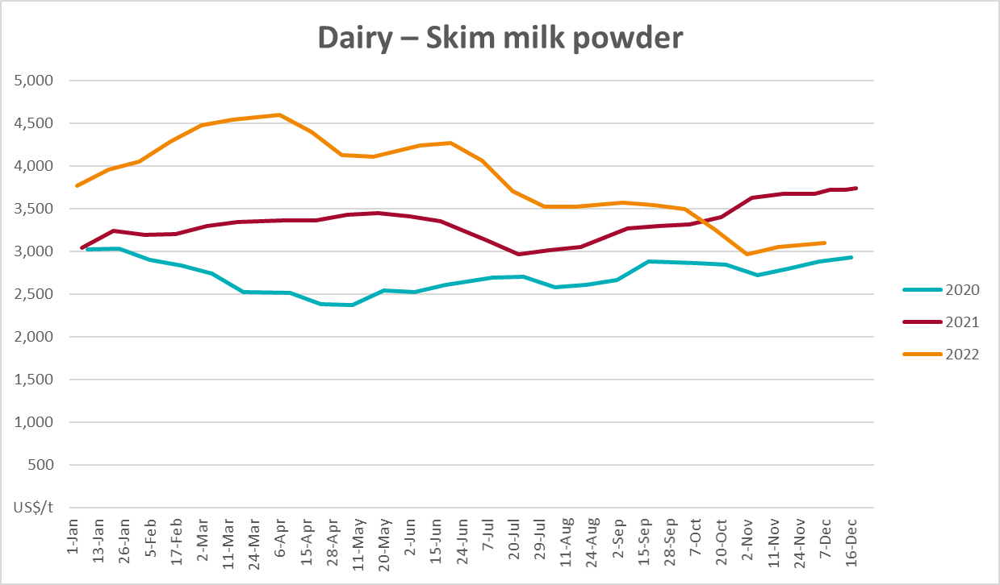 Dairy – Skim milk powder
5,000
4,500
4,000
3,500
3,000
2,500
2,000
1,500
1,000
500
US$/t
1-Jan
13-Jan
26-Jan
5-Feb
17-Feb
2-Mar
11-Mar
24-Mar
6-Apr
15-Apr
28-Apr
11-May
20-May
2-Jun
15-Jun
24-Jun
7-Jul
20-Jul
29-Jul
11-Aug
24-Aug
2-Sep
15-Sep
28-Sep
7-Oct
20-Oct
2-Nov
11-Nov
24-Nov
7-Dec
16-Dec
2020
2021
2022